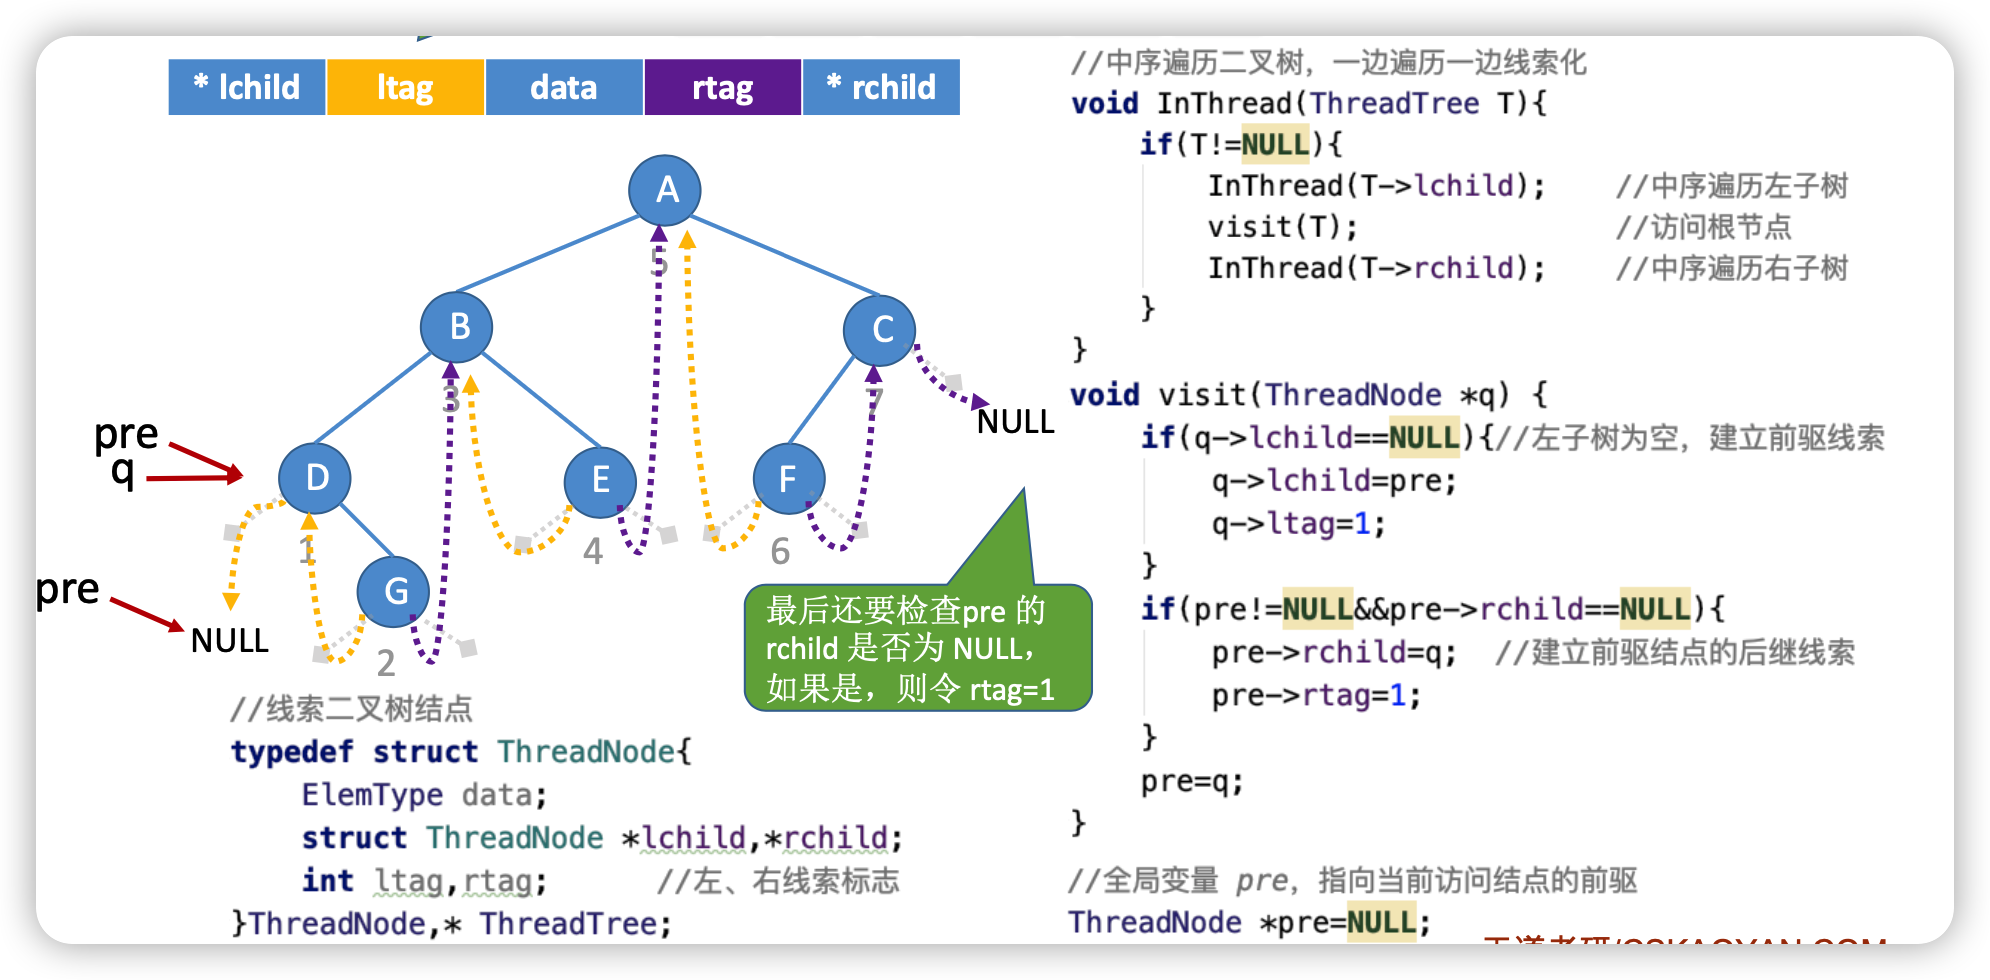 * lchild ltag data rtag * rchild
A
5
B
C
3
7
NULL
pre
q
D
E
F
1
4
6
G
pre
NULL
2
最后还要检查pre 的
rchild 是否为 NULL，
如果是，则令 rtag=1
//线索二叉树结点
typedef struct ThreadNode{
ElemType data;
struct ThreadNode *lchild,*rchild;
int ltag,rtag; //左、右线索标志
}ThreadNode,* ThreadTree;
//中序遍历二叉树，一边遍历一边线索化
void InThread(ThreadTree T){
if(T!=NULL){
InThread(T->lchild); //中序遍历左子树
visit(T); //访问根节点
InThread(T->rchild); //中序遍历右子树
}
}
void visit(ThreadNode *q) {
if(q->lchild==NULL){//左子树为空，建立前驱线索
q->lchild=pre;
q->ltag=1;
}
if(pre!=NULL&&pre->rchild==NULL){
pre->rchild=q; //建立前驱结点的后继线索
pre->rtag=1;
}
pre=q;
}
//全局变量 pre，指向当前访问结点的前驱
ThreadNode *pre=NULL;